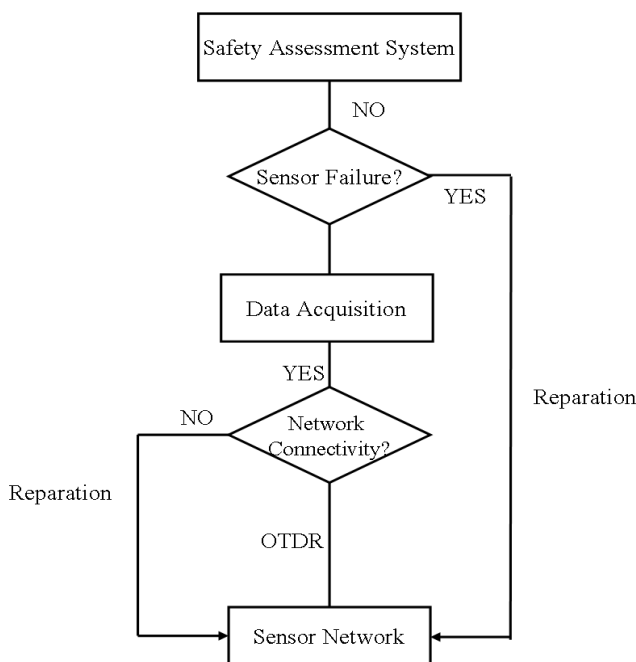 Safety Assessment System
NO
Sensor Failure?
YES
Data Acquisition
YES
Reparation
NO
Network
Connectivity?
Reparation
OTDR
Sensor Network